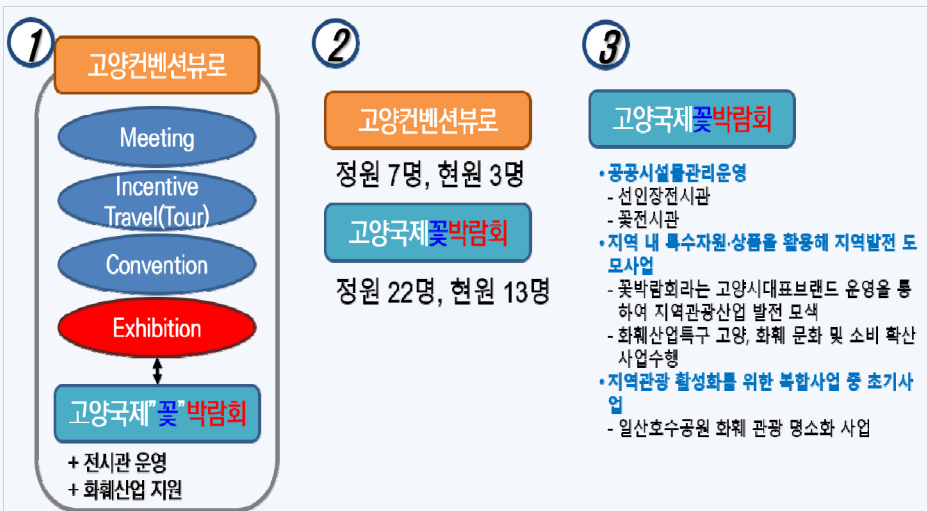 1
고양컨벤션뷰로
Meeting
Incentive
Travel(Tour)
Convention
Exhibition
고양국제"꽃"박람회
+ 전시관 운영
+ 화훼산업 지원
2
고양컨벤션뷰로
정원 7명, 현원 3명
고양국제꽃박람회
정원 22명, 현원 13명
3
고양국제꽃박람회
• 공공시설물관리운영
- 선인장전시관
- 꽃전시관
• 지역 내 특수자원·상품을 활용해 지역발전 도
모사업
- 꽃박람회라는 고양시대표브랜드 운영을 통
하여 지역관광산업 발전 모색
- 화훼산업특구 고양, 화훼 문화 및 소비 확산
사업수행
• 지역관광 활성화를 위한 복합사업 중 초기사
업
- 일산호수공원 화훼 관광 명소화 사업